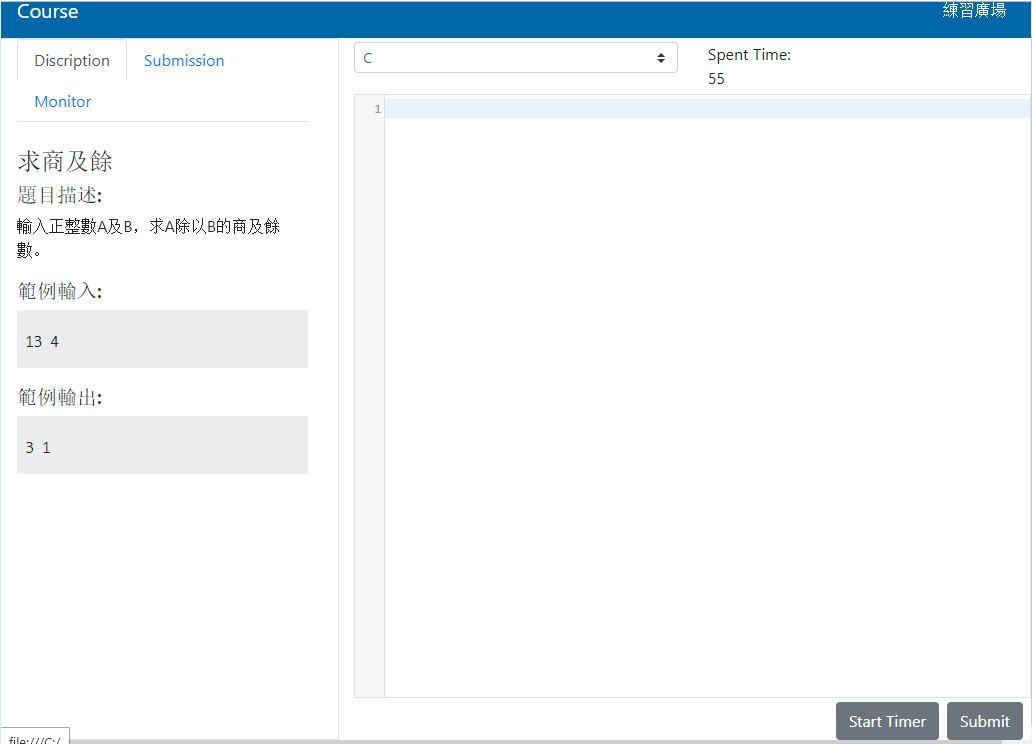 Course
練習廣場
Discription
Submission
Monitor
求商及餘
題目描述:
輸入正整數A及B，求A除以B的商及餘
數。
範例輸入:
13 4
範例輸出:
3 1
C
Spent Time:
55
1
Start Timer
Submit
file:///C:/